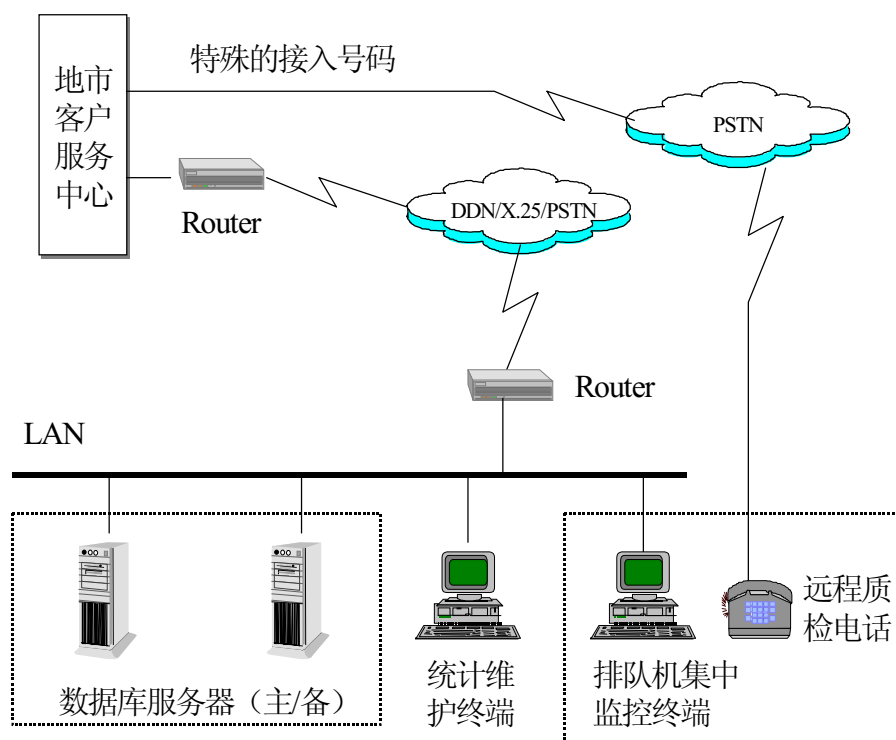 特殊的接入号码
地市
客户
服务
中心
PSTN
DDN/X.25/PSTN
Router
Router
LAN
远程质
检电话
数据库服务器（主/备）
统计维
护终端
排队机集中
监控终端